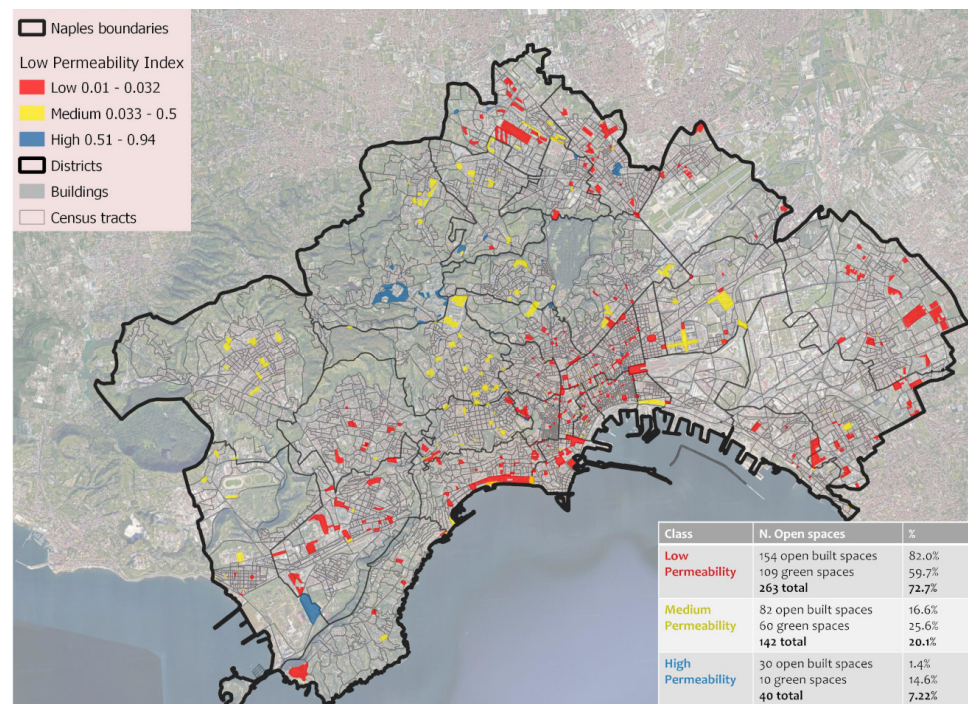 Naples boundaries
Low Permeability Index
Low 0.01 - 0.032
Medium 0.033 - 0.5
High 0.51 - 0.94
Districts
Buildings
Census tracts
Class N. Open spaces %
Low 154 open built spaces 82.0%
Permeability 109 green spaces 59.7%
263 total 72.7%
Medium 82 open built spaces 16.6%
Permeability 60 green spaces 25.6%
142 total 20.1%
High 30 open built spaces 1.4%
Permeability 10 green spaces 14.6%
40 total 7.22%